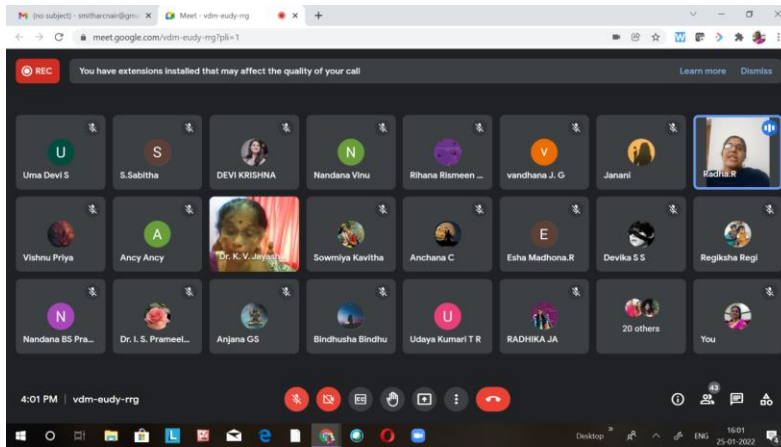 (no subject) - smitharcnair@gm
Meet - vdm-eudy-rrg
meet.google.com/vdm-eudy-rrg?pli=1
REC You have extensions installed that may affect the quality of your call Learn more Dismiss
U S N V
Uma Devi S S.Sabitha DEVI KRISHNA Nandana Vinu Rihana Rismeen ... vandhana J. G Janani Radha.R
A E
Vishnu Priya Ancy Ancy Dr. K. V. Jayash Sowmiya Kavitha Anchana C Esha Madhona.R Devika S S Regiksha Regi
N U 20 others
Nandana BS Pra... Dr. I. S. Prameel... Anjana GS Bindhusha Bindhu Udaya Kumari T R RADHIKA JA You
4:01 PM | vdm-eudy-rrg 43
Desktop ENG 16:01
25-01-2022